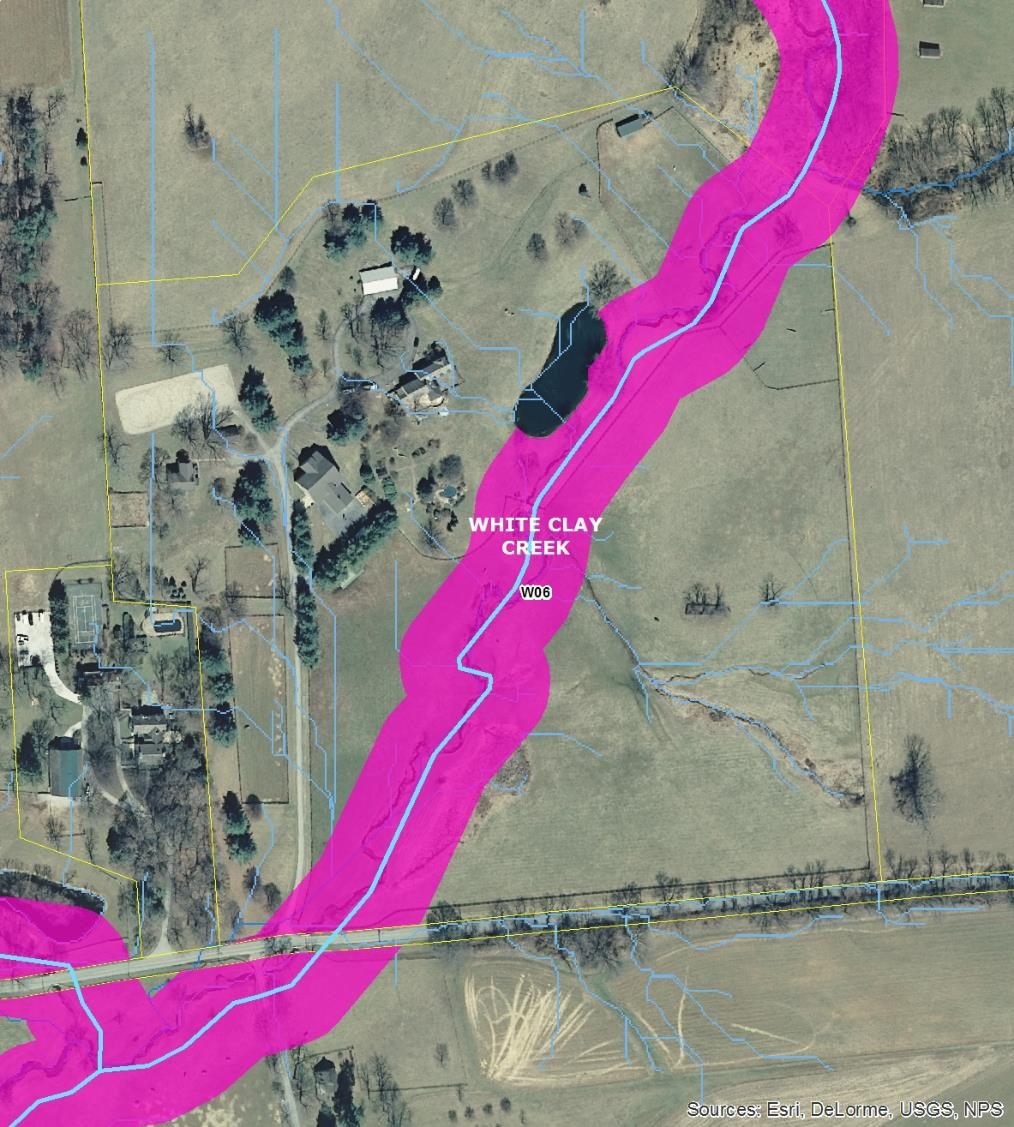 WHITE CLAY
CREEK
W06
Sources: Esri, DeLorme, USGS, NPS